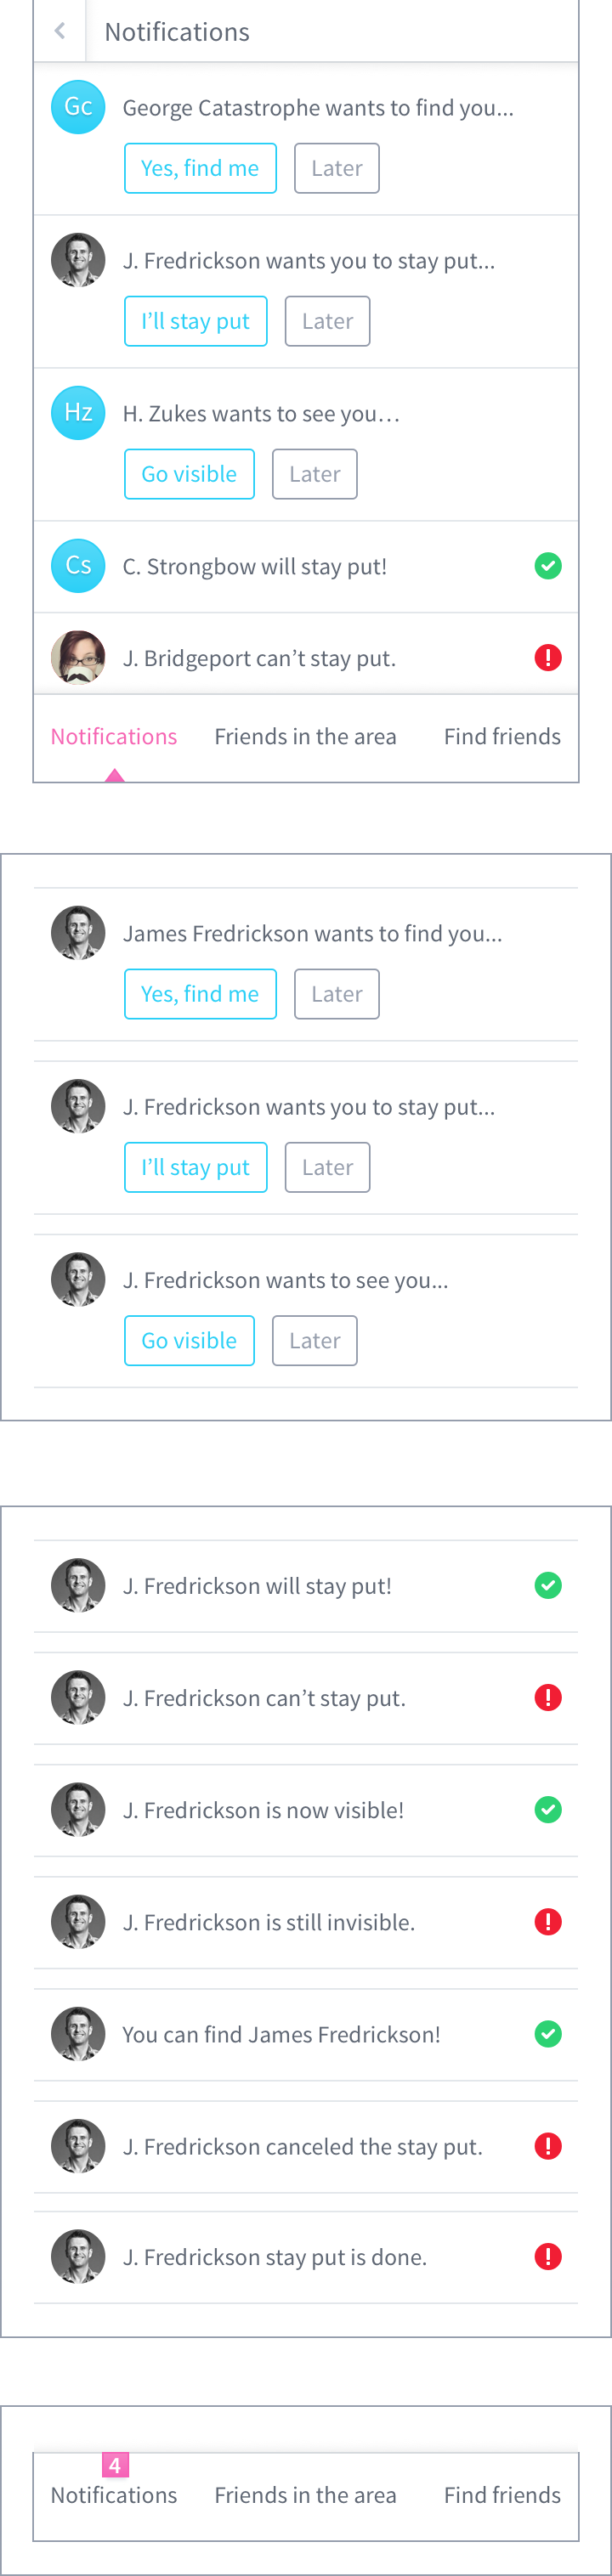 Notifications
Gc
George Catastrophe wants to find you...
Yes, find me
Later
J. Fredrickson wants you to stay put...
I’ll stay put
Later
Hz
H. Zukes wants to see you…
Go visible
Later
Cs
C. Strongbow will stay put!
J. Bridgeport can’t stay put.
Notifications
Friends in the area
Find friends
James Fredrickson wants to find you...
Yes, find me
Later
J. Fredrickson wants you to stay put...
I’ll stay put
Later
J. Fredrickson wants to see you...
Go visible
Later
J. Fredrickson will stay put!
J. Fredrickson can’t stay put.
J. Fredrickson is now visible!
J. Fredrickson is still invisible.
You can find James Fredrickson!
J. Fredrickson canceled the stay put.
J. Fredrickson stay put is done.
4
Notifications
Friends in the area
Find friends